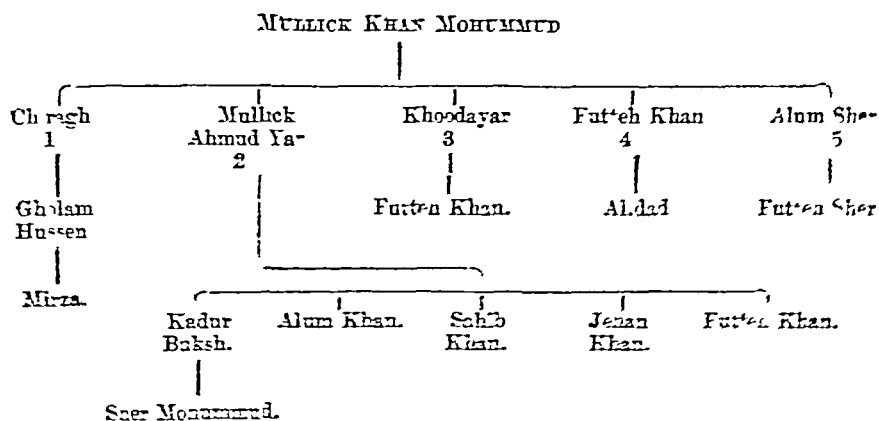 MULLICK KHAN MOHUMMUD
Chiragh Mullick Khoodayar Futteh Khan Alum Sher
1 Ahmud Yar 3 4 5
2
Gholam Futteh Khan. Aldad Futteh Sher
Hussen
Mirza.
Kadur Alum Khan. Sahib Jehan Futteh Khan.
Buksh. Khan. Khan.
Sher Mohummud.